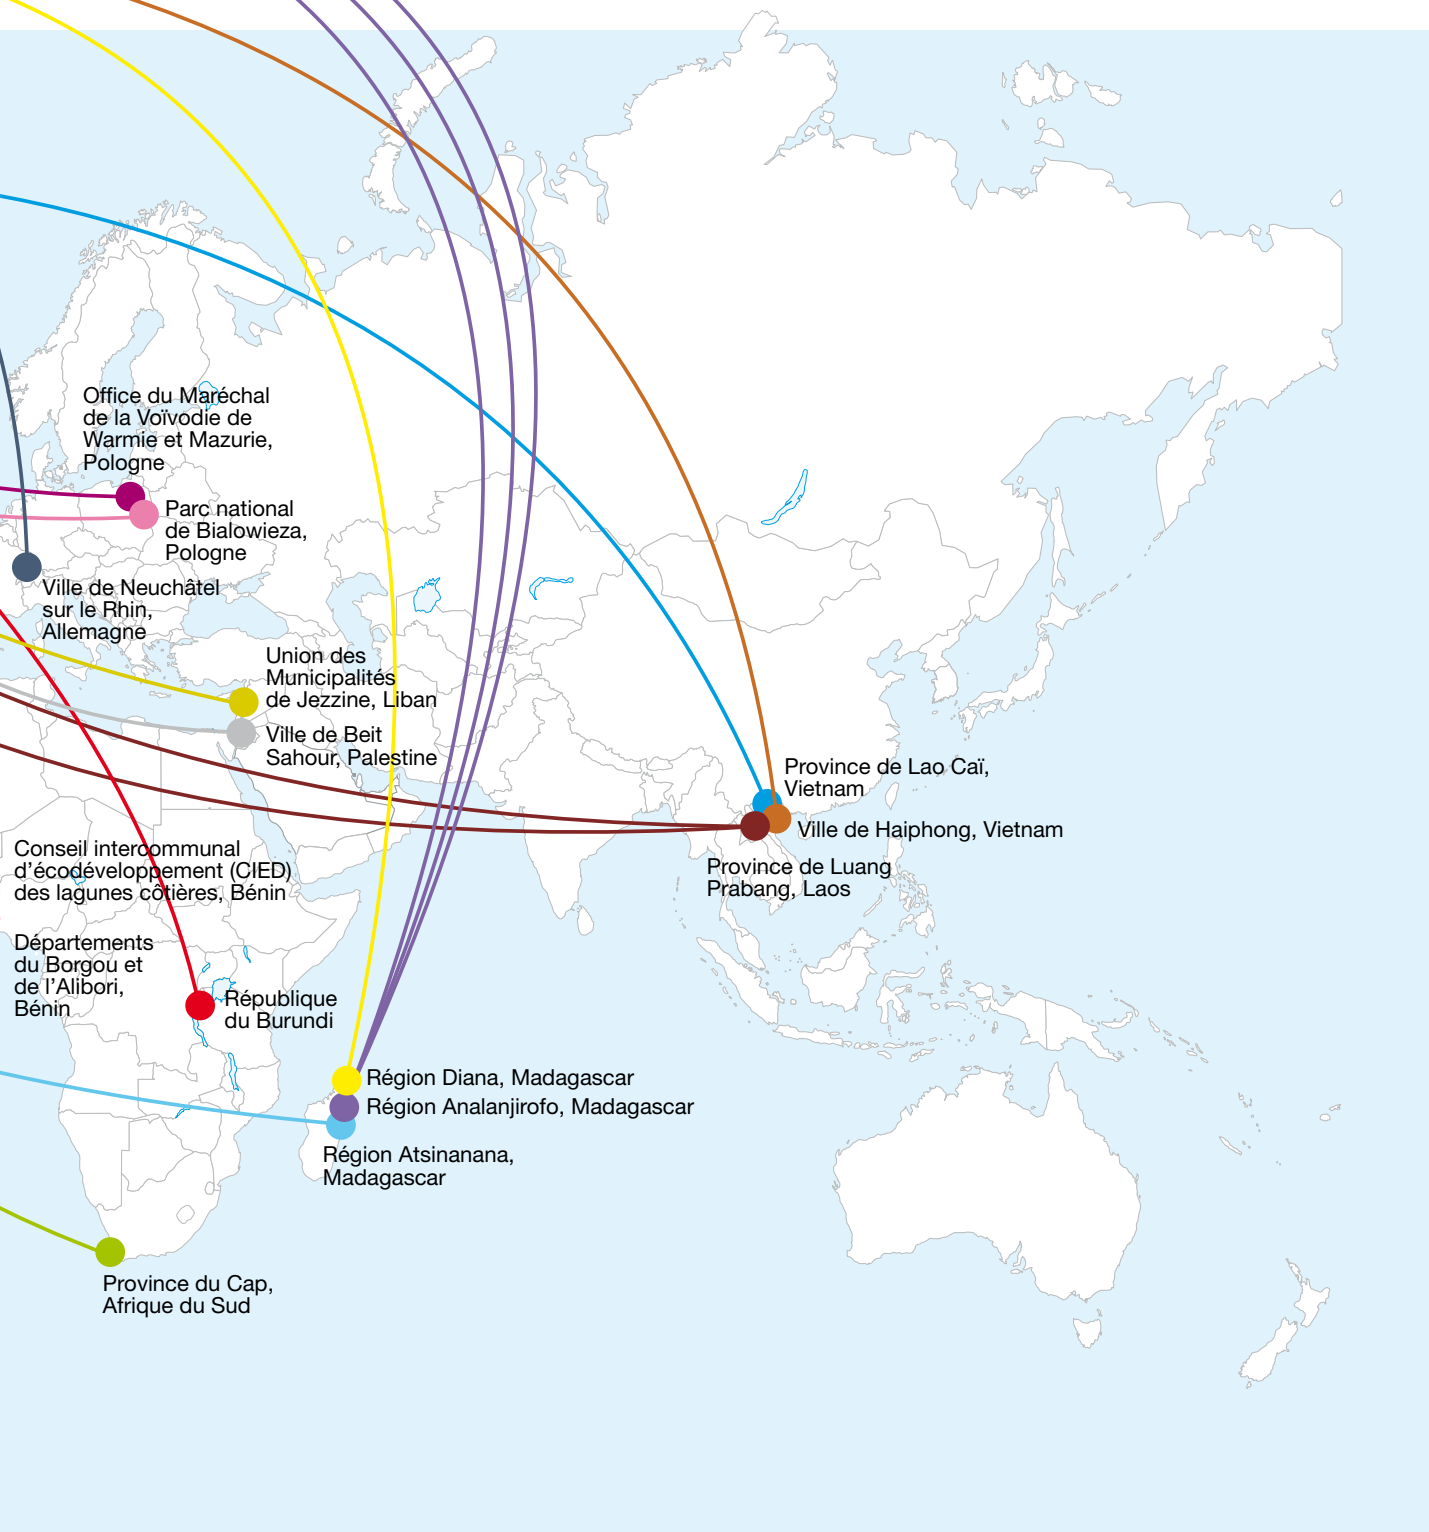 Office du Maréchal
de la Voïvodie de
Warmie et Mazurie,
Pologne
Parc national
de Bialowieza,
Pologne
Ville de Neuchâtel
sur le Rhin,
Allemagne
Union des
Municipalités
de Jezzine, Liban
Ville de Beit
Sahour, Palestine
Province de Lao Caï,
Vietnam
Ville de Haiphong, Vietnam
Province de Luang
Prabang, Laos
Conseil intercommunal
d’écodéveloppement (CIED)
des lagunes côtières, Bénin
Départements
du Borgou et
de l’Alibori,
Bénin
République
du Burundi
Région Diana, Madagascar
Région Analanjirofo, Madagascar
Région Atsinanana,
Madagascar
Province du Cap,
Afrique du Sud